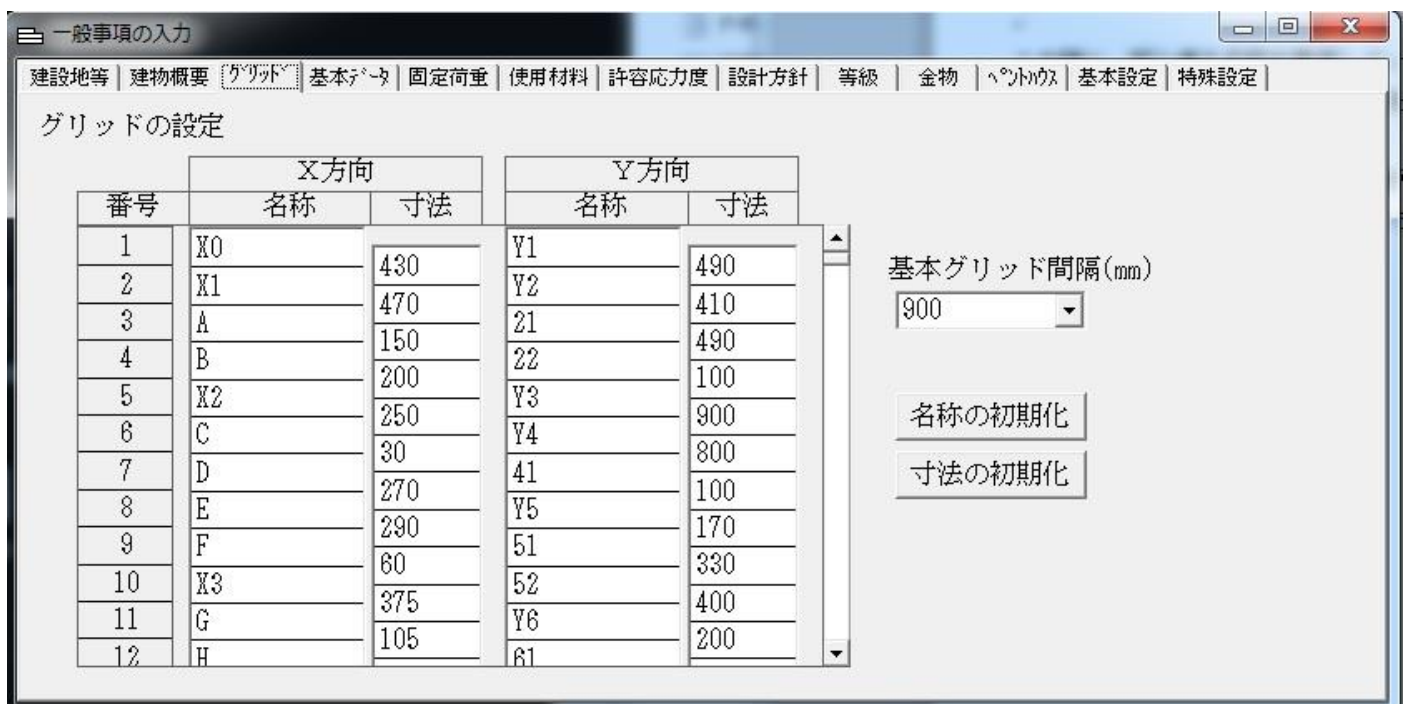 一般事項の入力
建設地等 建物概要 グリッド 基本データ 固定荷重 使用材料 許容応力度 設計方針 等級 金物 ペントハウス 基本設定 特殊設定
グリッドの設定
X方向 Y方向
番号 名称 寸法 名称 寸法
1 X0 Y1
430 490
2 X1 Y2
470 410
3 A 21
150 490
4 B 22
200 100
5 X2 Y3
250 900
6 C Y4
30 800
7 D 41
270 100
8 E Y5
290 170
9 F 51
60 330
10 X3 52
375 400
11 G Y6
105 200
12 H 61
基本グリッド間隔(mm)
900
名称の初期化
寸法の初期化